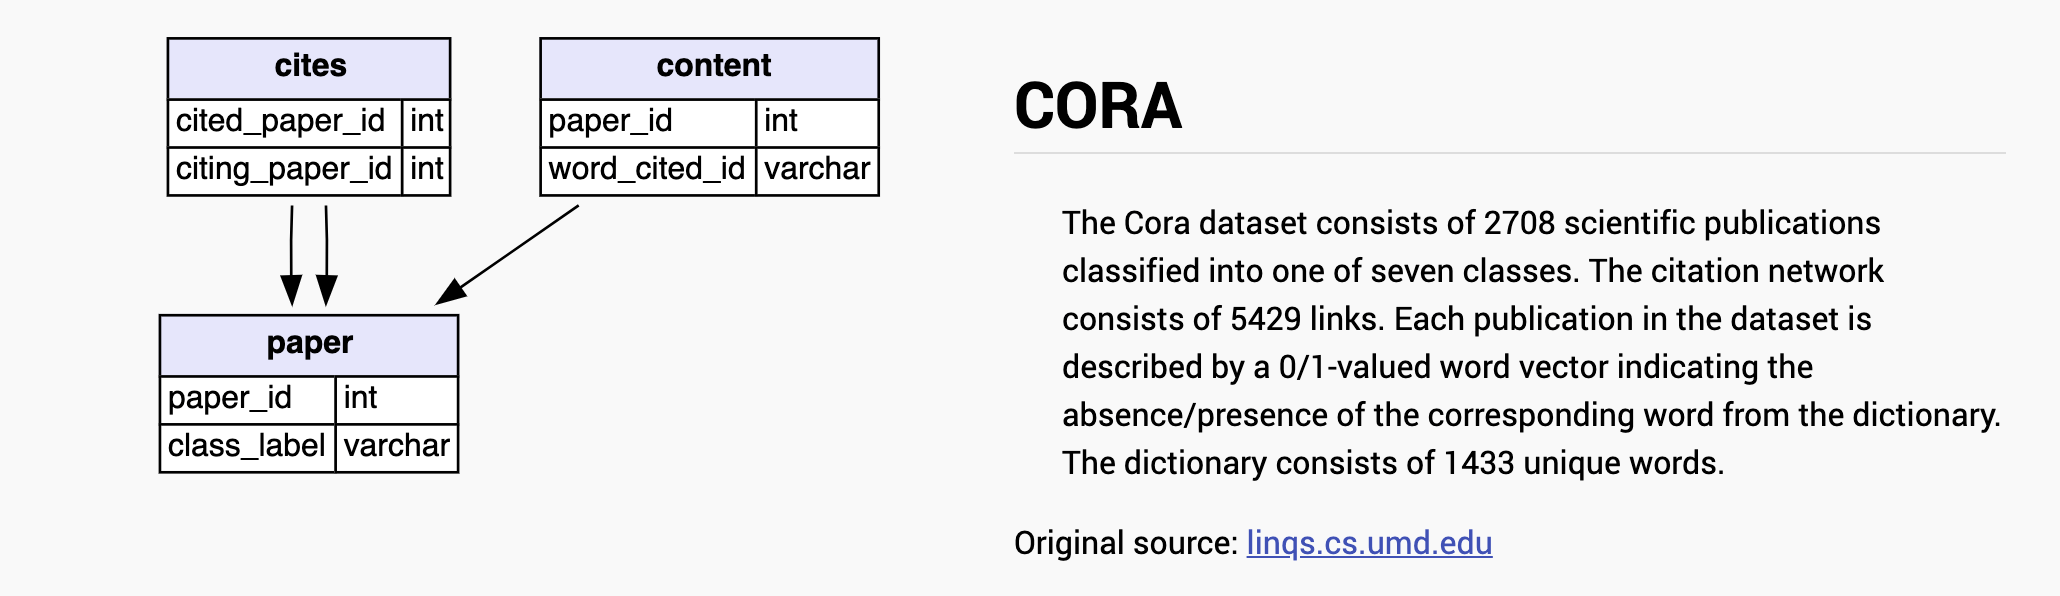 cites
cited_paper_id int
citing_paper_id int
content
paper_id int
word_cited_id varchar
paper
paper_id int
class_label varchar
CORA
The Cora dataset consists of 2708 scientific publications
classified into one of seven classes. The citation network
consists of 5429 links. Each publication in the dataset is
described by a 0/1-valued word vector indicating the
absence/presence of the corresponding word from the dictionary.
The dictionary consists of 1433 unique words.
Original source: linqs.cs.umd.edu